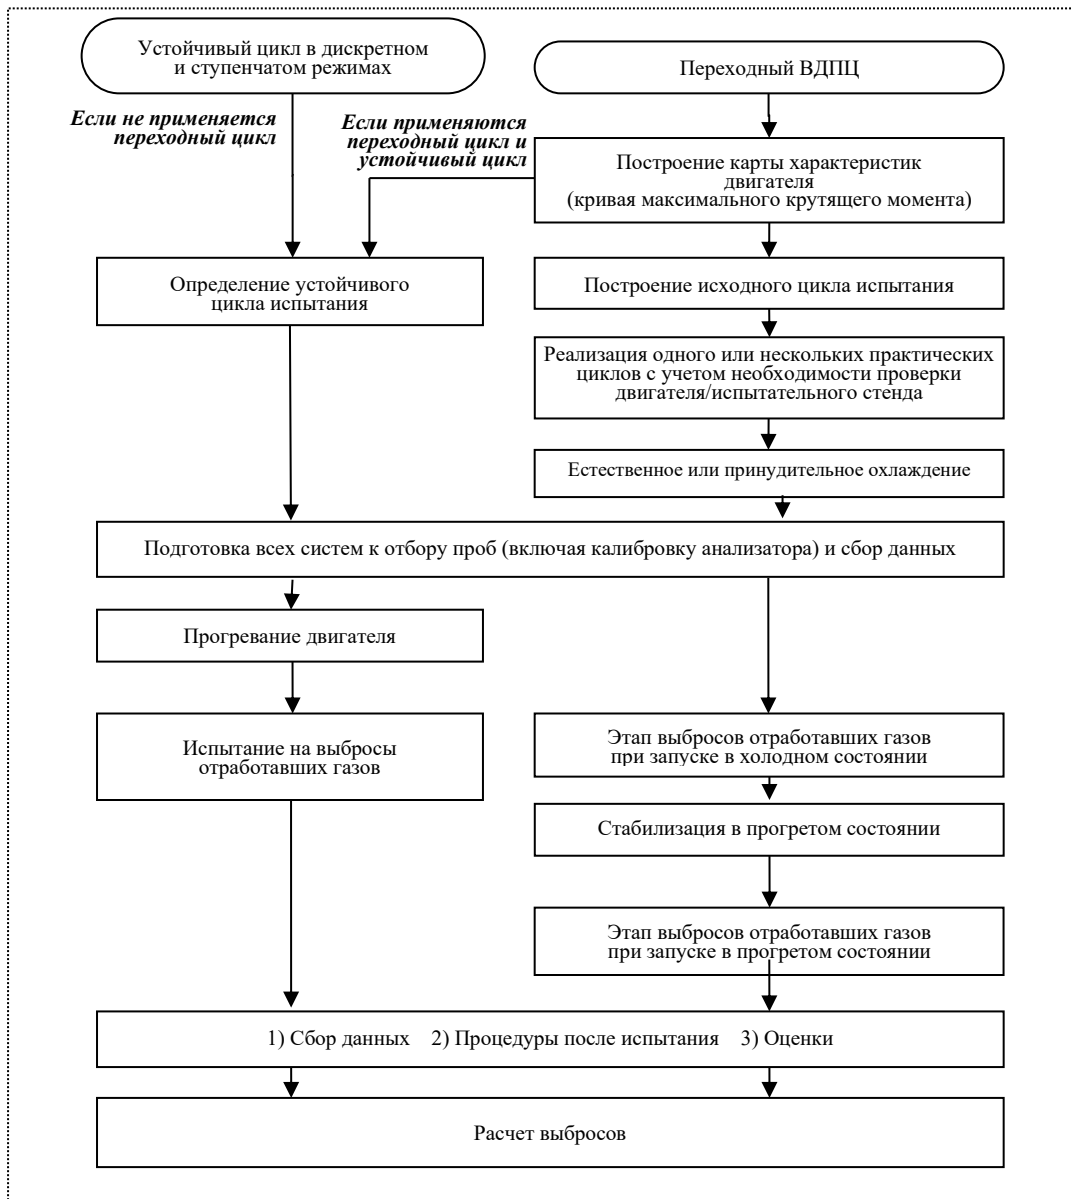 Устойчивый цикл в дискретном
и ступенчатом режимах
Переходный ВДПЦ
Если не применяется
переходный цикл
Если применяются
переходный цикл и
устойчивый цикл
Построение карты характеристик
двигателя
(кривая максимального крутящего момента)
Определение устойчивого
цикла испытания
Построение исходного цикла испытания
Реализация одного или нескольких практических
циклов с учетом необходимости проверки
двигателя/испытательного стенда
Естественное или принудительное охлаждение
Подготовка всех систем к отбору проб (включая калибровку анализатора) и сбор данных
Прогревание двигателя
Испытание на выбросы
отработавших газов
Этап выбросов отработавших газов
при запуске в холодном состоянии
Стабилизация в прогретом состоянии
Этап выбросов отработавших газов
при запуске в прогретом состоянии
1) Сбор данных 2) Процедуры после испытания 3) Оценки
Расчет выбросов